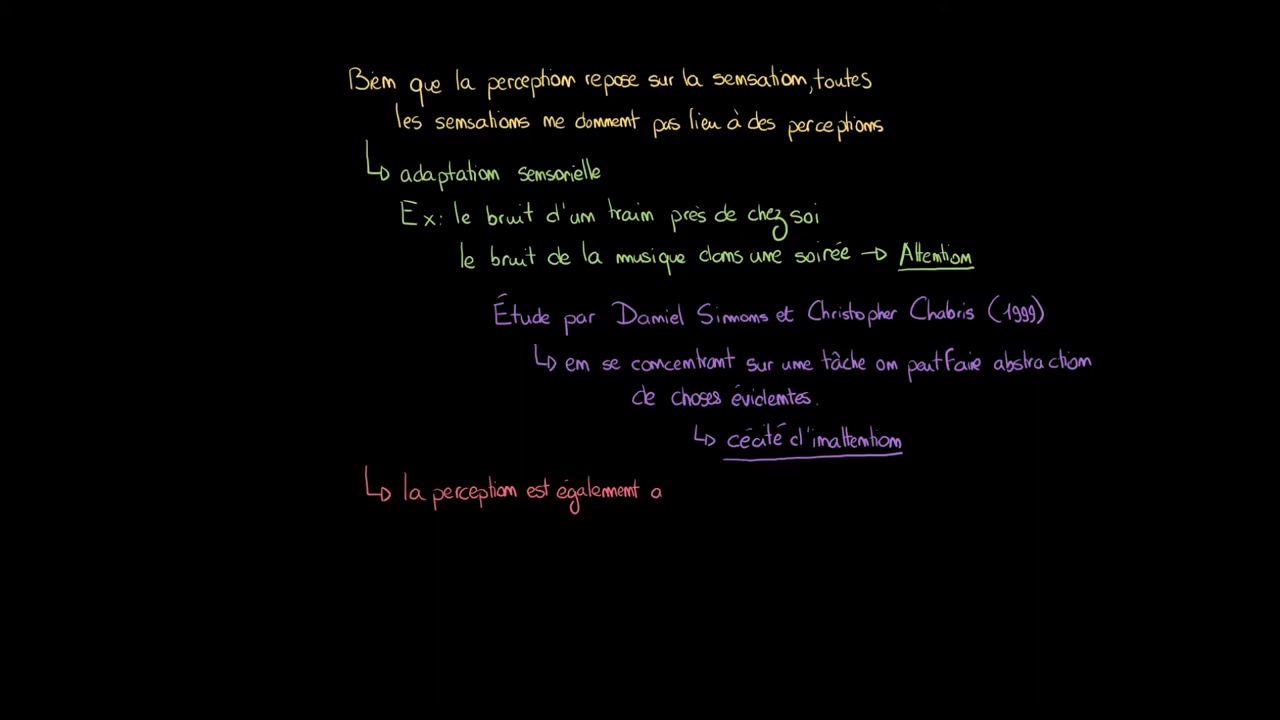 Bien que la perception repose sur la sensation, toutes
les sensations ne donnent pas lieu à des perceptions
↳ adaptation sensorielle
Ex: le bruit d'un train près de chez soi
le bruit de la musique dans une soirée → Attention
Étude par Daniel Simmons et Christopher Chabris (1999)
↳ en se concentrant sur une tâche on peut faire abstraction
de choses évidentes.
↳ cécité d'inattention
↳ la perception est également a